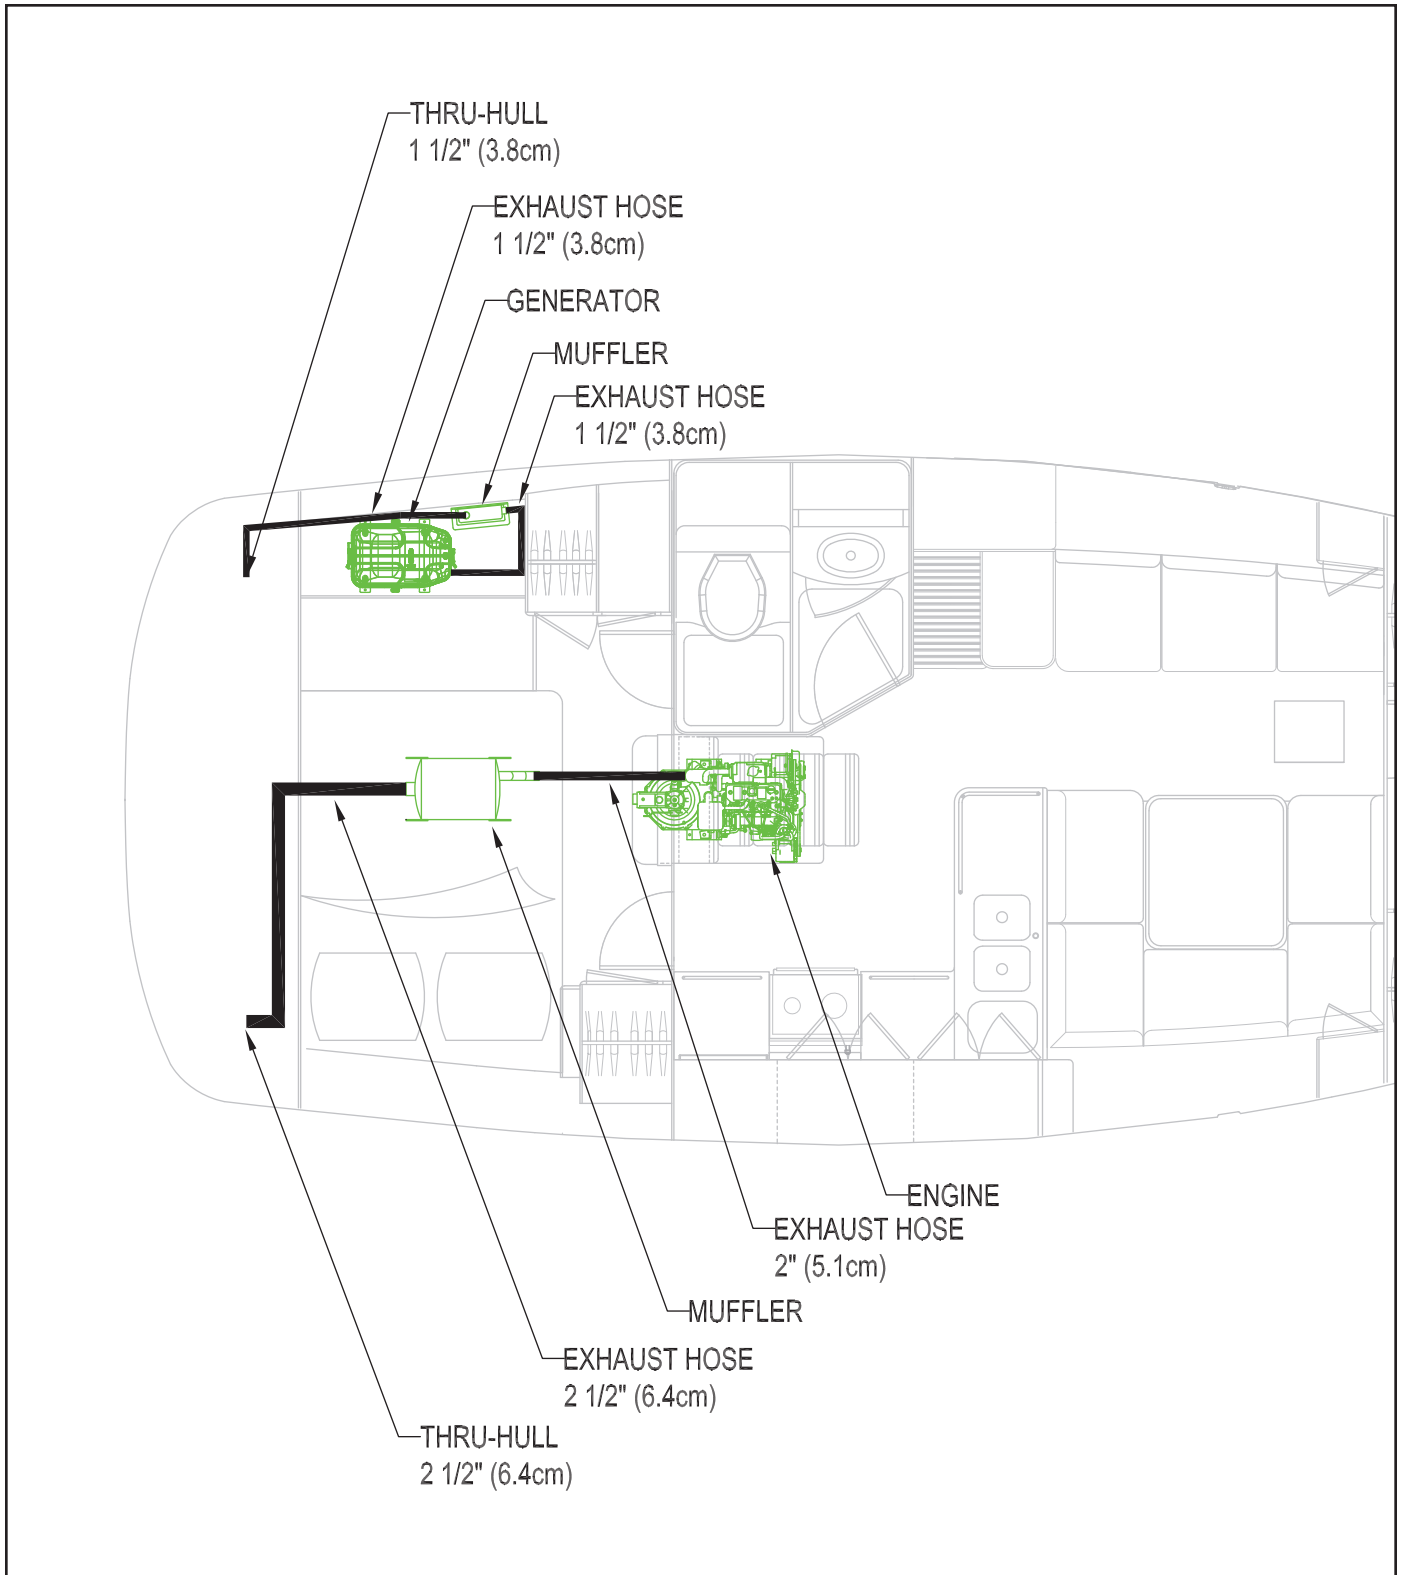 THRU-HULL
1 1/2" (3.8cm)
EXHAUST HOSE
1 1/2" (3.8cm)
GENERATOR
MUFFLER
EXHAUST HOSE
1 1/2" (3.8cm)
ENGINE
EXHAUST HOSE
2" (5.1cm)
MUFFLER
EXHAUST HOSE
2 1/2" (6.4cm)
THRU-HULL
2 1/2" (6.4cm)